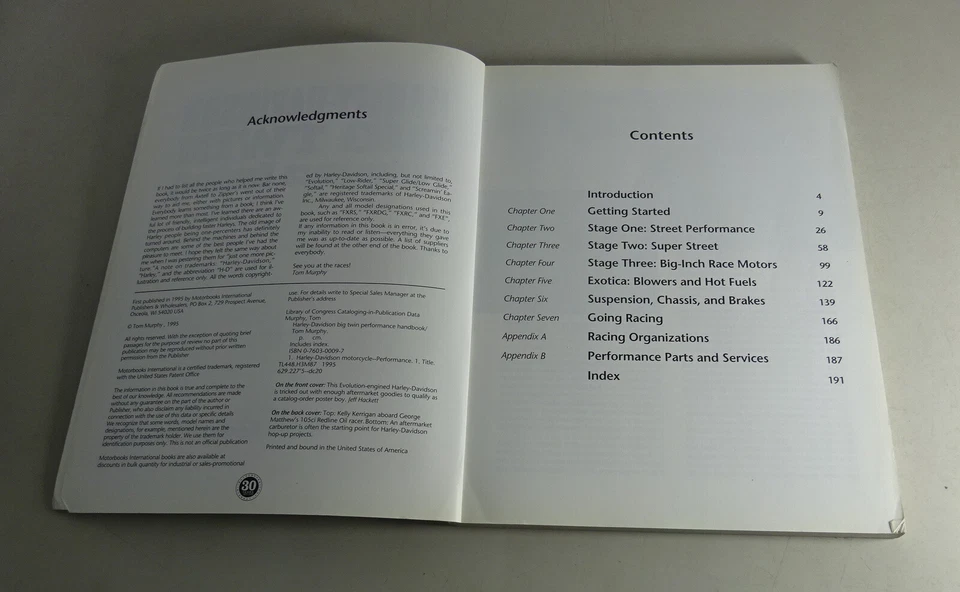 Acknowledgments
If I had to list all the people who helped me write this
book, it would be twice as long as it is now. Bar none,
everybody from Axtell to Zipper's went out of their
way to aid me, either with pictures or information.
Everybody learns something from a book; I think I've
learned more than most. I've learned there are an aw-
ful lot of friendly, intelligent individuals dedicated to
the process of building faster Harleys. The old image of
Harley people being one-percenters has definitely
turned around. Behind the machines and behind the
computers are some of the best people I've had the
pleasure to meet. I hope they felt the same way about
me when I was pestering them for "just one more pic-
ture "A note on trademarks: "Harley-Davidson,"
"Harley," and the abbreviation "H-D" are used for il-
lustration and reference only. All the words copyright-
ed by Harley-Davidson, including, but not limited to,
"Evolution," "Low-Rider," "Super Glide/Low Glide,"
"Softail," "Heritage Softail Special," and "Screamin' Ea-
gle," are registered trademarks of Harley-Davidson
Inc., Milwaukee, Wisconsin.
Any and all model designations used in this
book, such as "FXRS," "FXRDG," "FXRC," and "FXE"
are used for reference only.
If any information in this book is in error, it's due to
my inability to read or listen—everything they gave
me was as up-to-date as possible. A list of suppliers
will be found at the other end of the book. Thanks to
everybody.
See you at the races!
Tom Murphy
First published in 1995 by Motorbooks International
Publishers & Wholesalers, PO Box 2, 729 Prospect Avenue,
Osceola, WI 54020 USA
© Tom Murphy, 1995
All rights reserved. With the exception of quoting brief
passages for the purpose of review no part of this
publication may be reproduced without prior written
permission from the Publisher
Motorbooks International is a certified trademark, registered
with the United States Patent Office
The information in this book is true and complete to the
best of our knowledge. All recommendations are made
without any guarantee on the part of the author or
Publisher, who also disclaim any liability incurred in
connection with the use of this data or specific details
We recognize that some words, model names and
designations, for example, mentioned herein are the
property of the trademark holder. We use them for
identification purposes only. This is not an official publication
Motorbooks International books are also available at
discounts in bulk quantity for industrial or sales-promotional
use. For details write to Special Sales Manager at the
Publisher's address
Library of Congress Cataloging-in-Publication Data
Murphy, Tom
Harley-Davidson big twin performance handbook/
Tom Murphy.
p. cm.
Includes index.
ISBN 0-7603-0009-7
1. Harley-Davidson motorcycle--Performance. 1. Title.
TL448.H3M87 1995
629.227'5--dc20
On the front cover: This Evolution-engined Harley-Davidson
is tricked out with enough aftermarket goodies to qualify as
a catalog-order poster boy. Jeff Hackett
On the back cover: Top: Kelly Kerrigan aboard George
Matthew's 105ci Redline Oil racer. Bottom: An aftermarket
carburetor is often the starting point for Harley-Davidson
hop-up projects.
Printed and bound in the United States of America
30
Contents
Introduction 4
Chapter One Getting Started 9
Chapter Two Stage One: Street Performance 26
Chapter Three Stage Two: Super Street 58
Chapter Four Stage Three: Big-Inch Race Motors 99
Chapter Five Exotica: Blowers and Hot Fuels 122
Chapter Six Suspension, Chassis, and Brakes 139
Chapter Seven Going Racing 166
Appendix A Racing Organizations 186
Appendix B Performance Parts and Services 187
Index 191